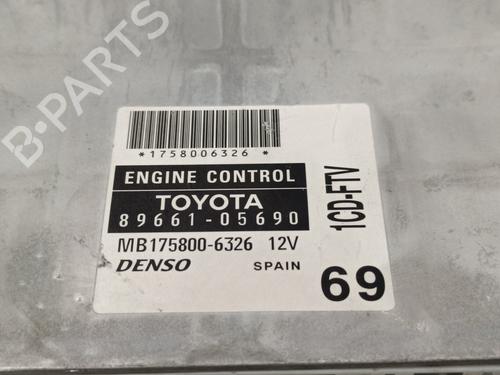 B-PARTS
*1758006326*
ENGINE CONTROL
TOYOTA
89661-05690
MB175800-6326 12V
DENSO SPAIN
1CD-FTV
69